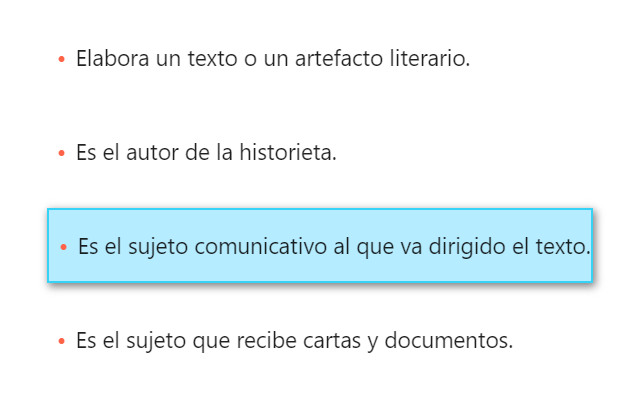 • Elabora un texto o un artefacto literario.
• Es el autor de la historieta.
• Es el sujeto comunicativo al que va dirigido el texto.
• Es el sujeto que recibe cartas y documentos.